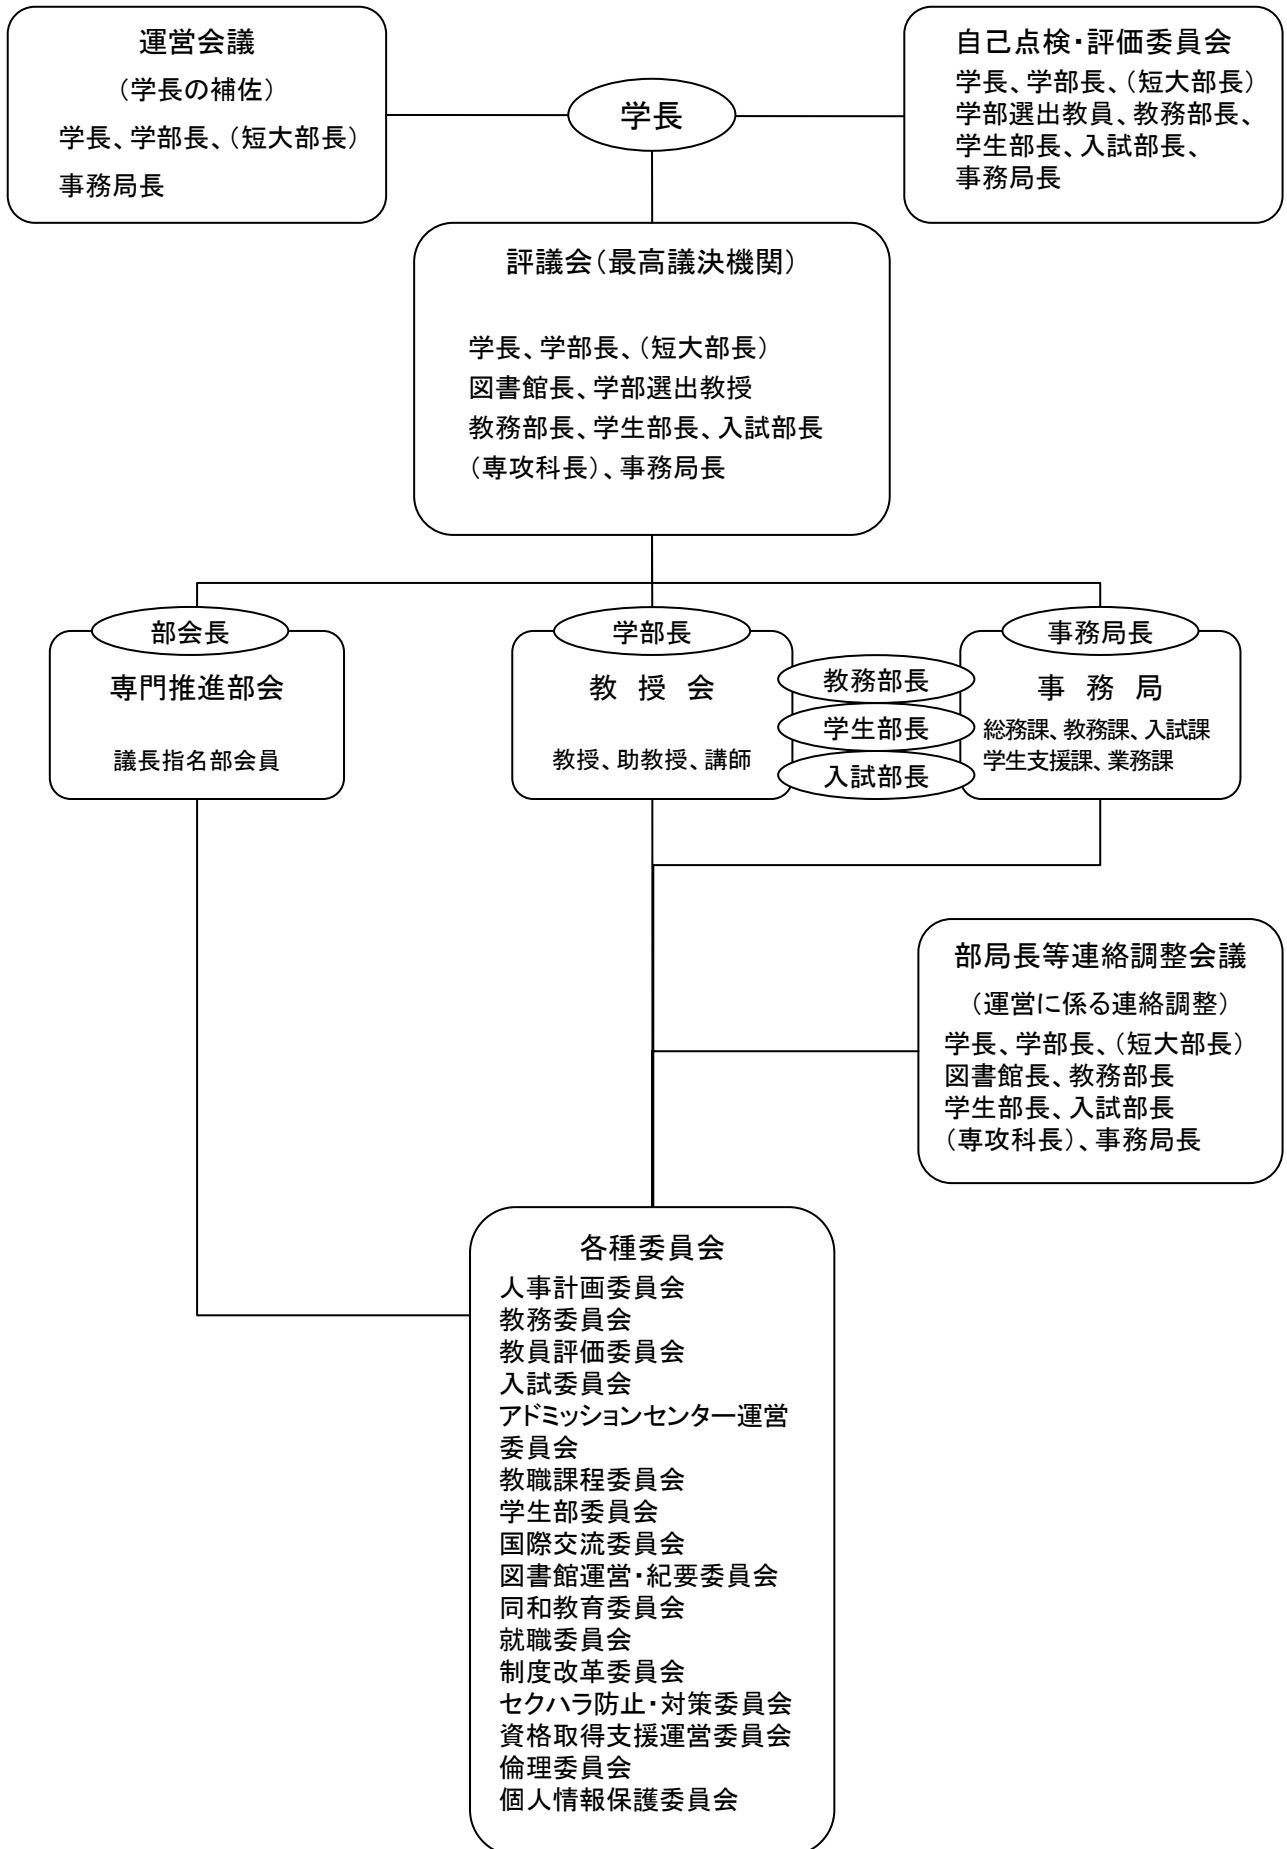 運営会議
（学長の補佐）
学長、学部長、（短大部長）
事務局長
学長
自己点検・評価委員会
学長、学部長、（短大部長）
学部選出教員、教務部長、
学生部長、入試部長、
事務局長
評議会（最高議決機関）
学長、学部長、（短大部長）
図書館長、学部選出教授
教務部長、学生部長、入試部長
（専攻科長）、事務局長
部会長
専門推進部会
議長指名部会員
学部長
教 授 会
教授、助教授、講師
教務部長
学生部長
入試部長
事務局長
事 務 局
総務課、教務課、入試課
学生支援課、業務課
部局長等連絡調整会議
（運営に係る連絡調整）
学長、学部長、（短大部長）
図書館長、教務部長
学生部長、入試部長
（専攻科長）、事務局長
各種委員会
人事計画委員会
教務委員会
教員評価委員会
入試委員会
アドミッションセンター運営
委員会
教職課程委員会
学生部委員会
国際交流委員会
図書館運営・紀要委員会
同和教育委員会
就職委員会
制度改革委員会
セクハラ防止・対策委員会
資格取得支援運営委員会
倫理委員会
個人情報保護委員会